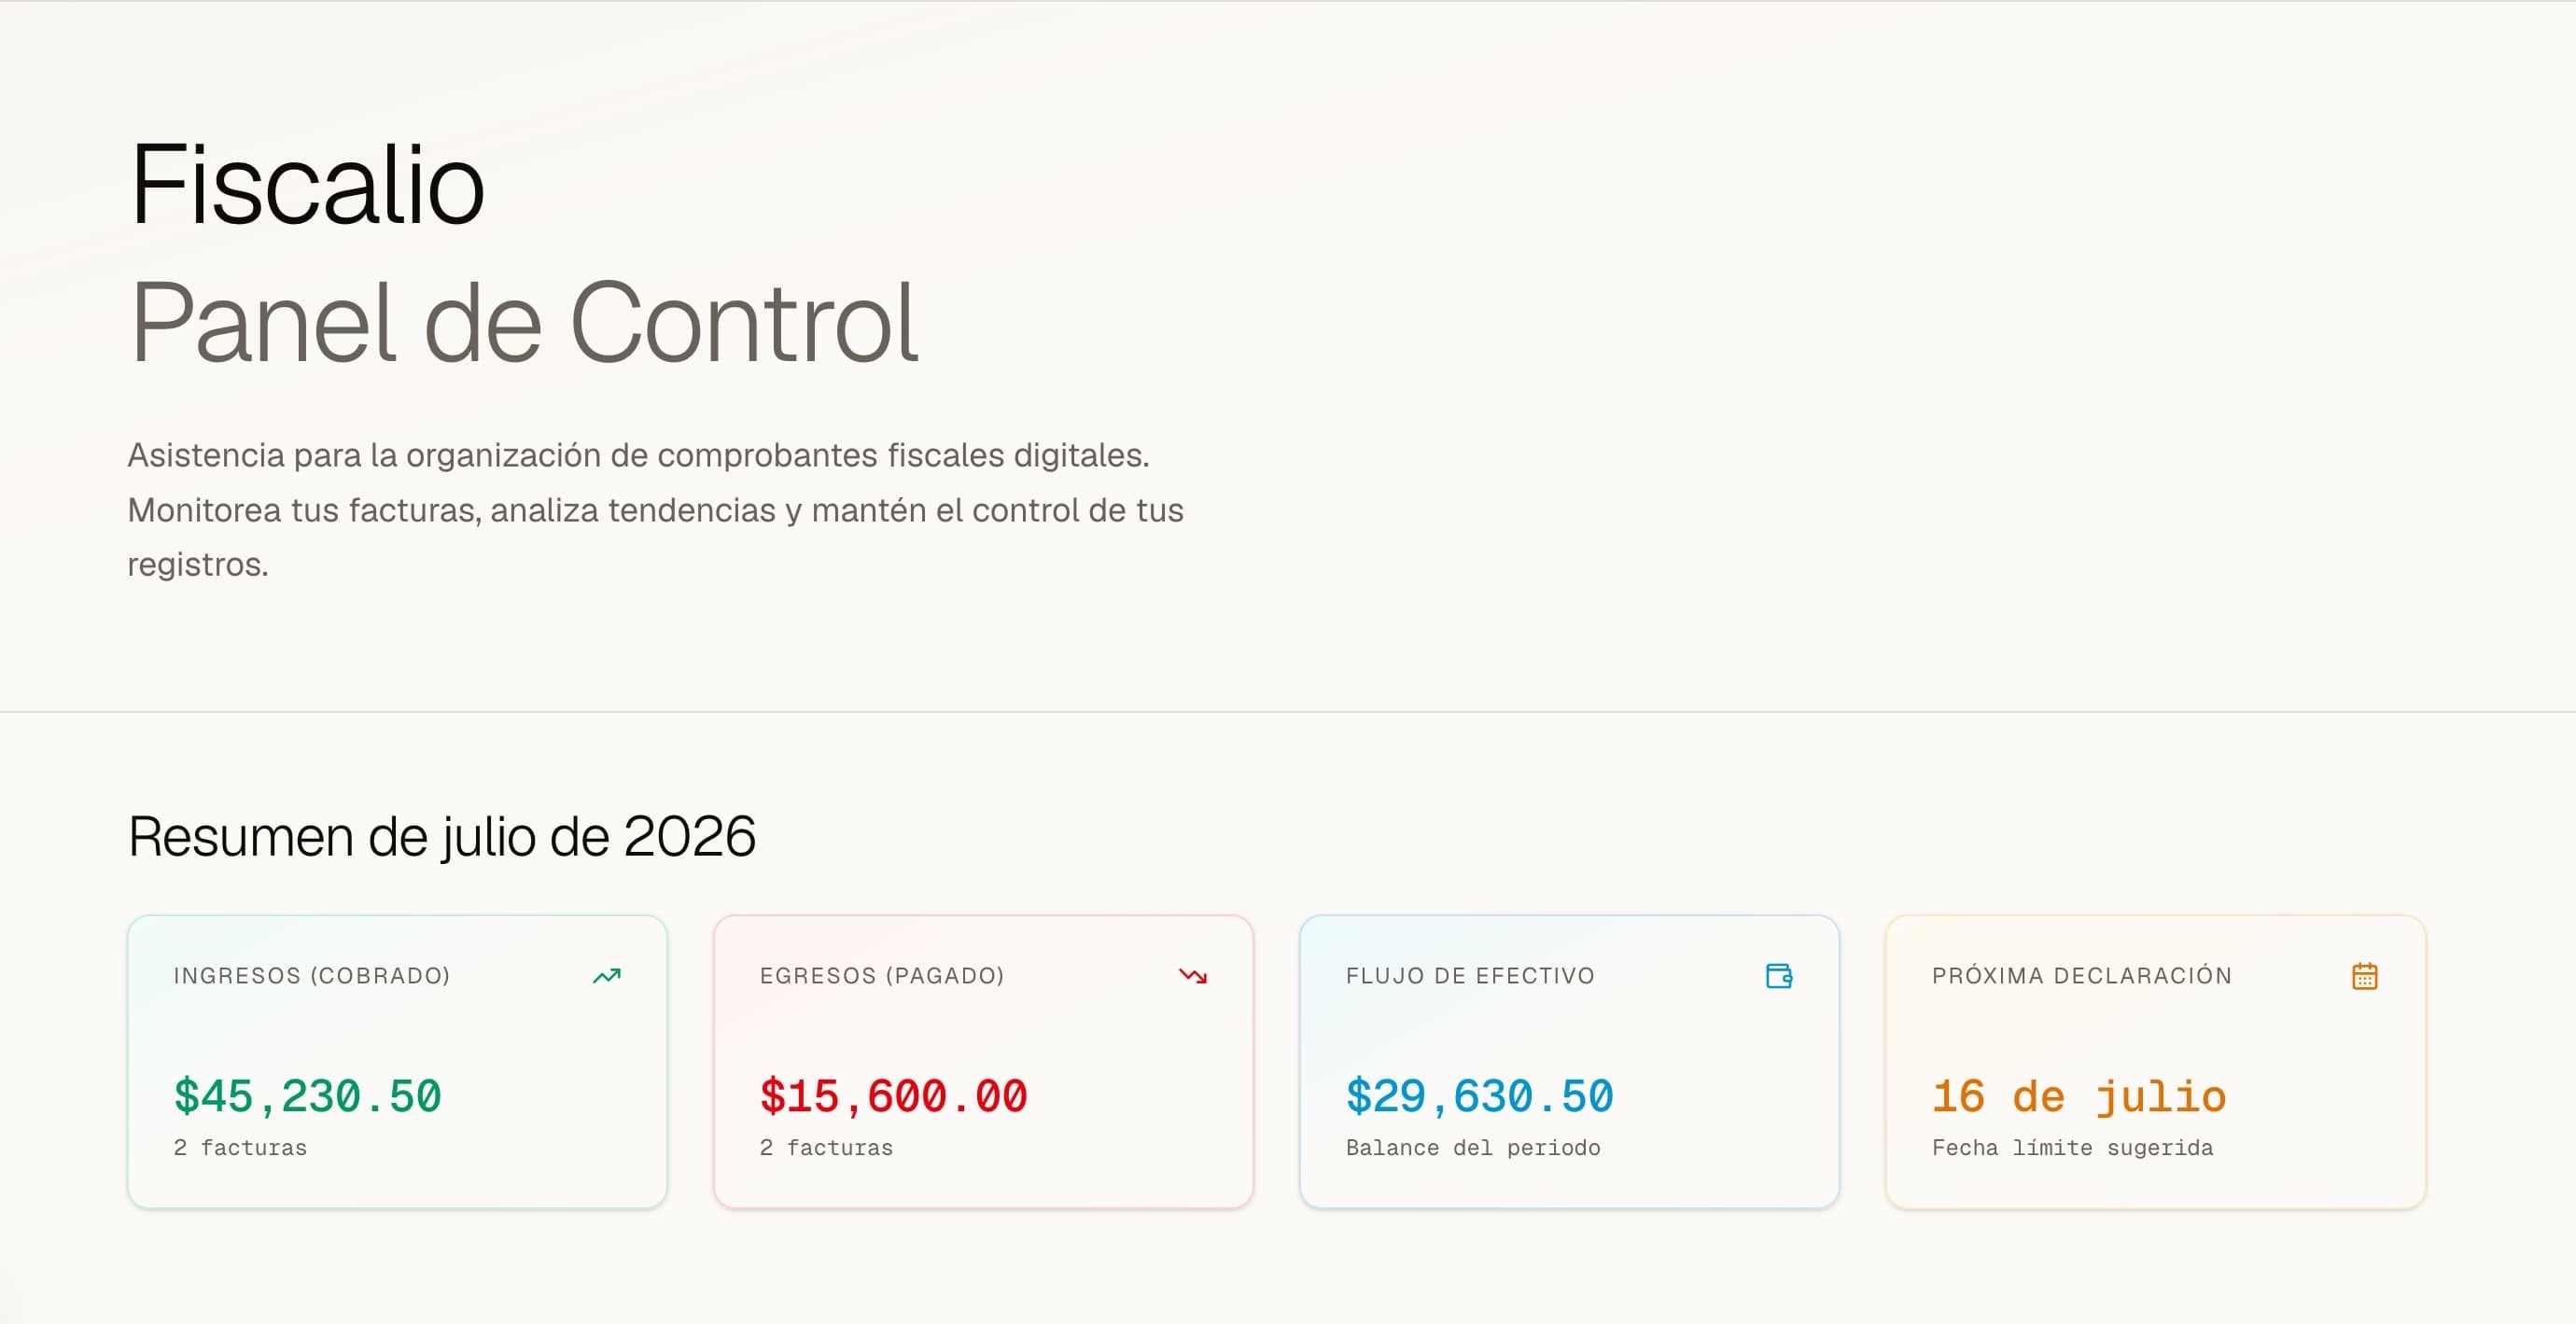 Fiscalio
Panel de Control
Asistencia para la organización de comprobantes fiscales digitales.
Monitorea tus facturas, analiza tendencias y mantén el control de tus
registros.
Resumen de julio de 2026
INGRESOS (COBRADO)
$45,230.50
2 facturas
EGRESOS (PAGADO)
$15,600.00
2 facturas
FLUJO DE EFECTIVO
$29,630.50
Balance del periodo
PRÓXIMA DECLARACIÓN
16 de julio
Fecha límite sugerida